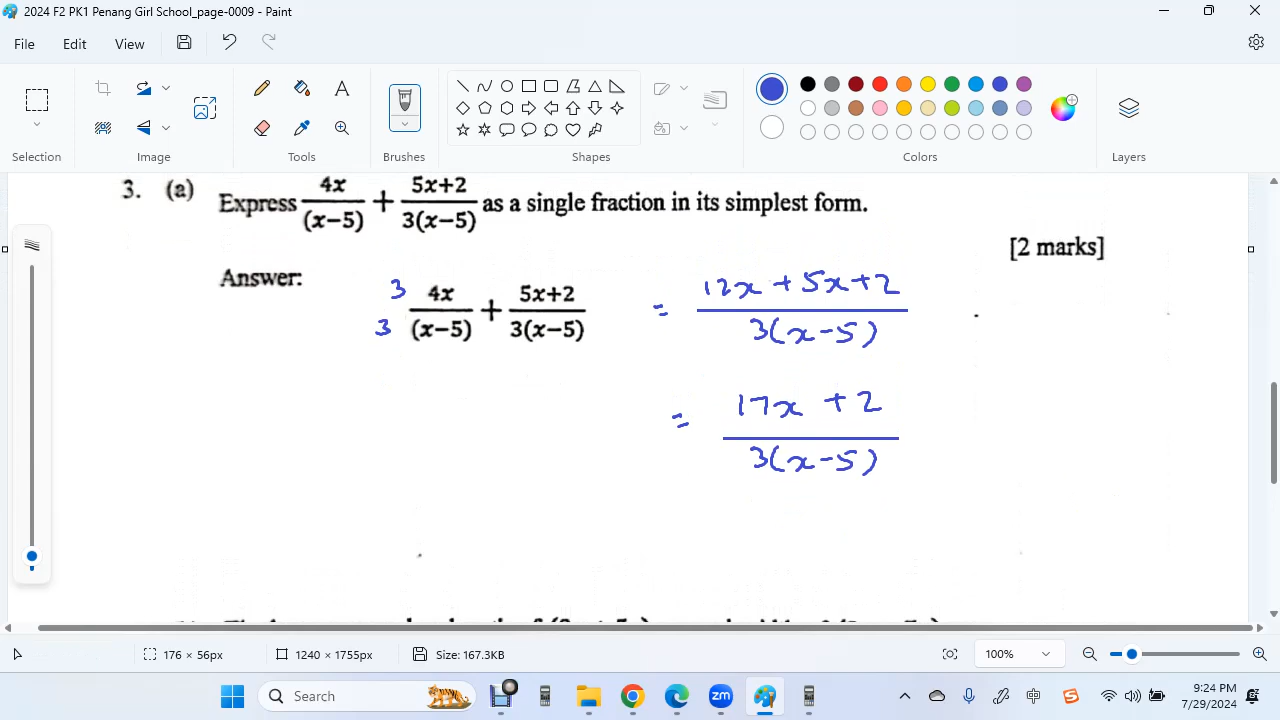 2024 F2 PK1 Penang Girl School_page-0009 - Paint
File Edit View
Selection Image Tools Brushes Shapes Colors Layers
3. (a) Express 4x/(x−5) + 5x+2/3(x−5) as a single fraction in its simplest form.
[2 marks]
Answer:
3 4x / 3 (x−5) + 5x+2 / 3(x−5) = 12x + 5x + 2 / 3(x−5)
= 17x + 2 / 3(x−5)
176 × 56px 1240 × 1755px Size: 167.3KB 100%
Search zm 中 S 9:24 PM
7/29/2024